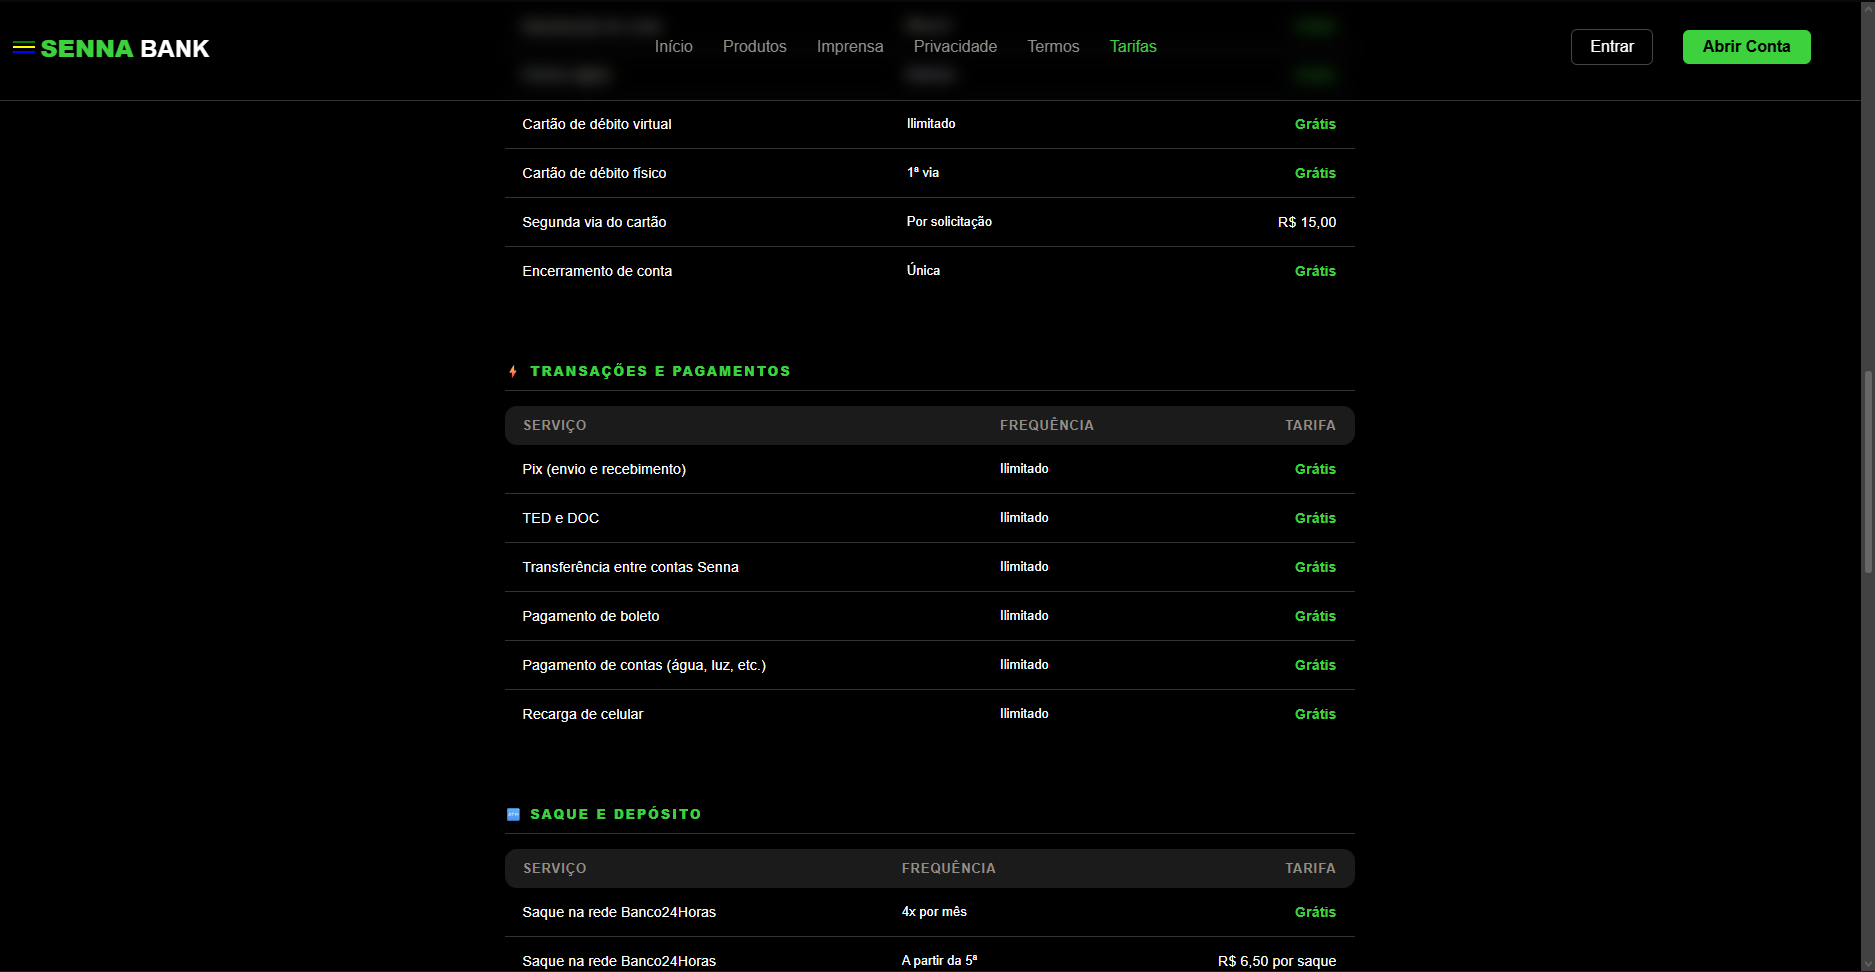 SENNA BANK Início Produtos Imprensa Privacidade Termos Tarifas Entrar Abrir Conta
Cartão de débito virtual Ilimitado Grátis
Cartão de débito físico 1ª via Grátis
Segunda via do cartão Por solicitação R$ 15,00
Encerramento de conta Única Grátis
TRANSAÇÕES E PAGAMENTOS
SERVIÇO FREQUÊNCIA TARIFA
Pix (envio e recebimento) Ilimitado Grátis
TED e DOC Ilimitado Grátis
Transferência entre contas Senna Ilimitado Grátis
Pagamento de boleto Ilimitado Grátis
Pagamento de contas (água, luz, etc.) Ilimitado Grátis
Recarga de celular Ilimitado Grátis
SAQUE E DEPÓSITO
SERVIÇO FREQUÊNCIA TARIFA
Saque na rede Banco24Horas 4x por mês Grátis
Saque na rede Banco24Horas A partir da 5ª R$ 6,50 por saque